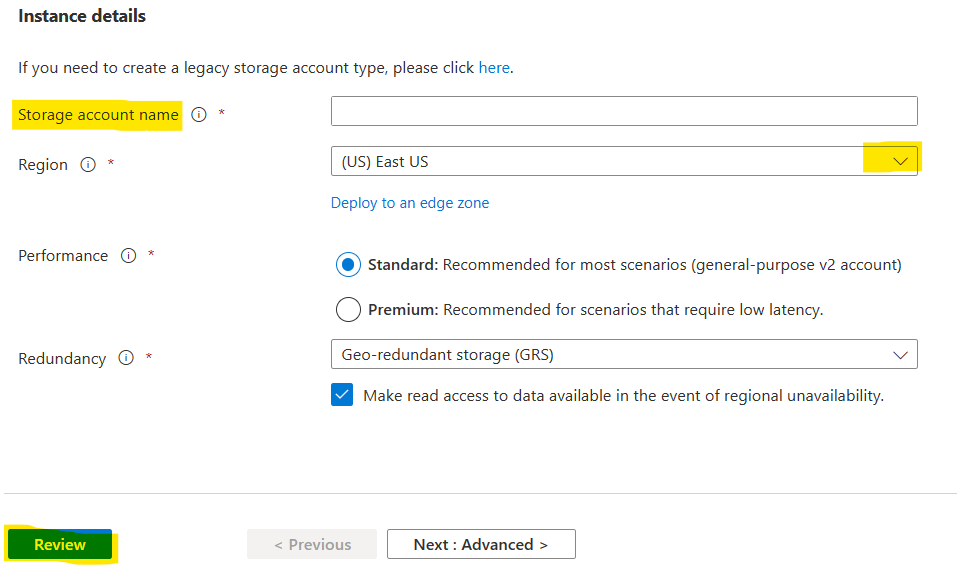 Instance details
If you need to create a legacy storage account type, please click here.
Storage account name *
Region * (US) East US
Deploy to an edge zone
Performance * Standard: Recommended for most scenarios (general-purpose v2 account)
Premium: Recommended for scenarios that require low latency.
Redundancy * Geo-redundant storage (GRS)
Make read access to data available in the event of regional unavailability.
Review < Previous Next : Advanced >